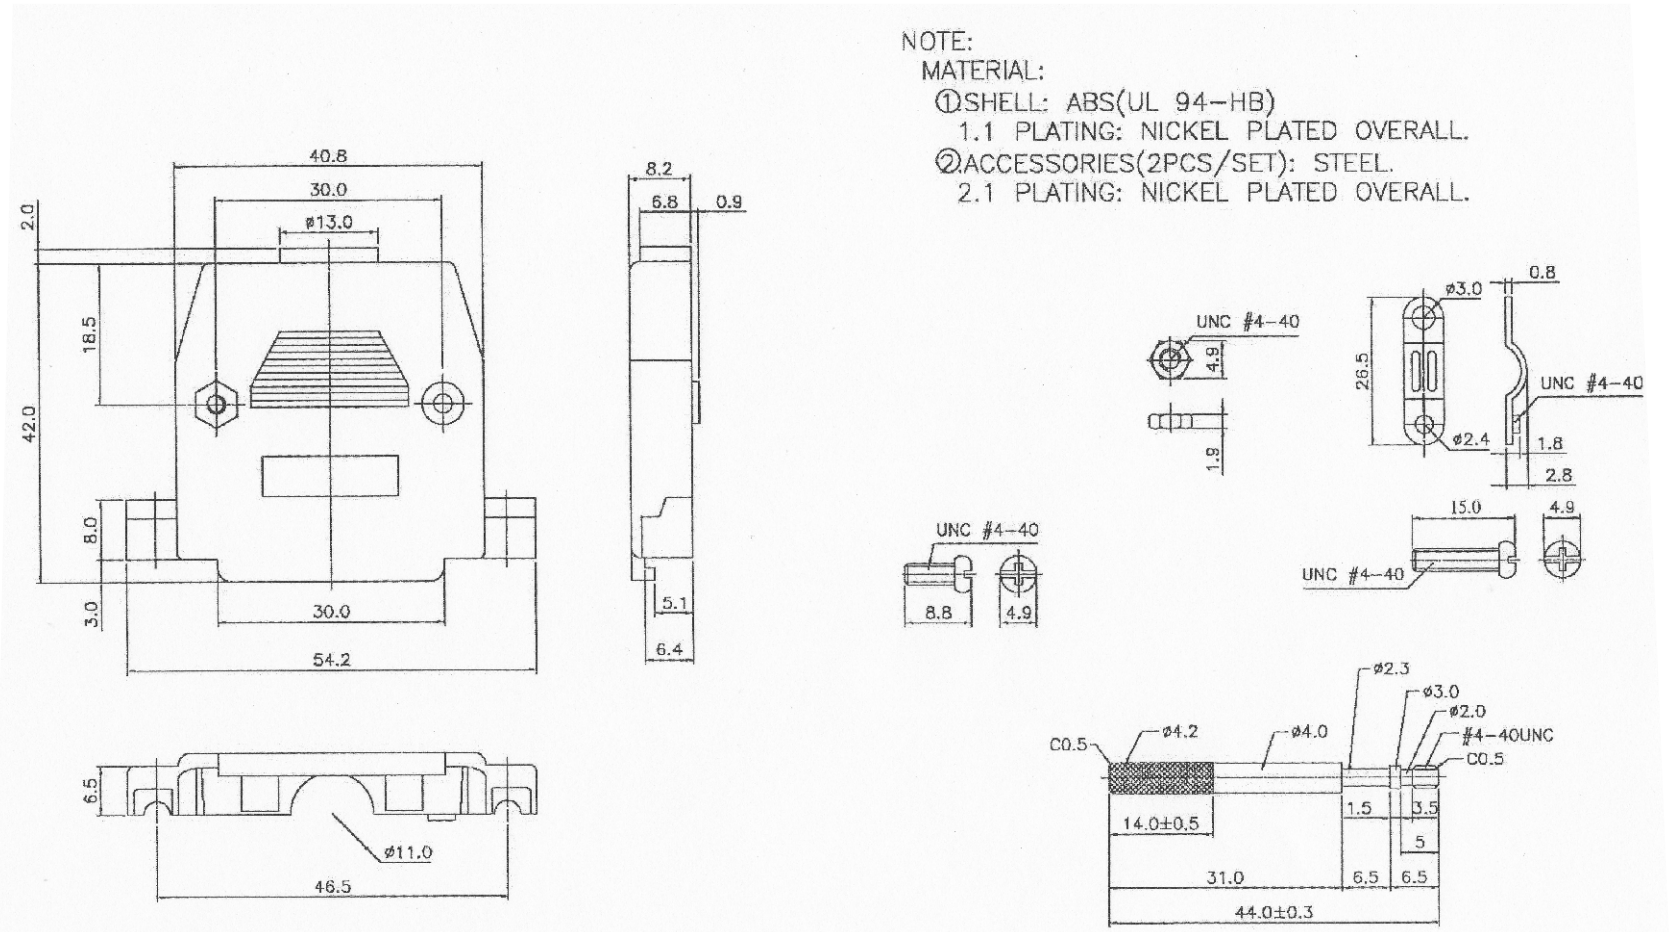 NOTE:
MATERIAL:
①SHELL: ABS(UL 94-HB)
1.1 PLATING: NICKEL PLATED OVERALL.
②ACCESSORIES(2PCS/SET): STEEL.
2.1 PLATING: NICKEL PLATED OVERALL.
40.8
30.0
ø13.0
2.0
18.5
42.0
8.0
3.0
30.0
54.2
8.2
6.8
0.9
5.1
6.4
6.5
ø11.0
46.5
UNC #4-40
4.9
1.9
ø3.0
0.8
26.5
UNC #4-40
ø2.4
1.8
2.8
UNC #4-40
8.8
4.9
15.0
4.9
UNC #4-40
ø2.3
ø3.0
ø2.0
#4-40UNC
C0.5
C0.5
ø4.2
ø4.0
1.5
3.5
14.0±0.5
5
31.0
6.5
6.5
44.0±0.3